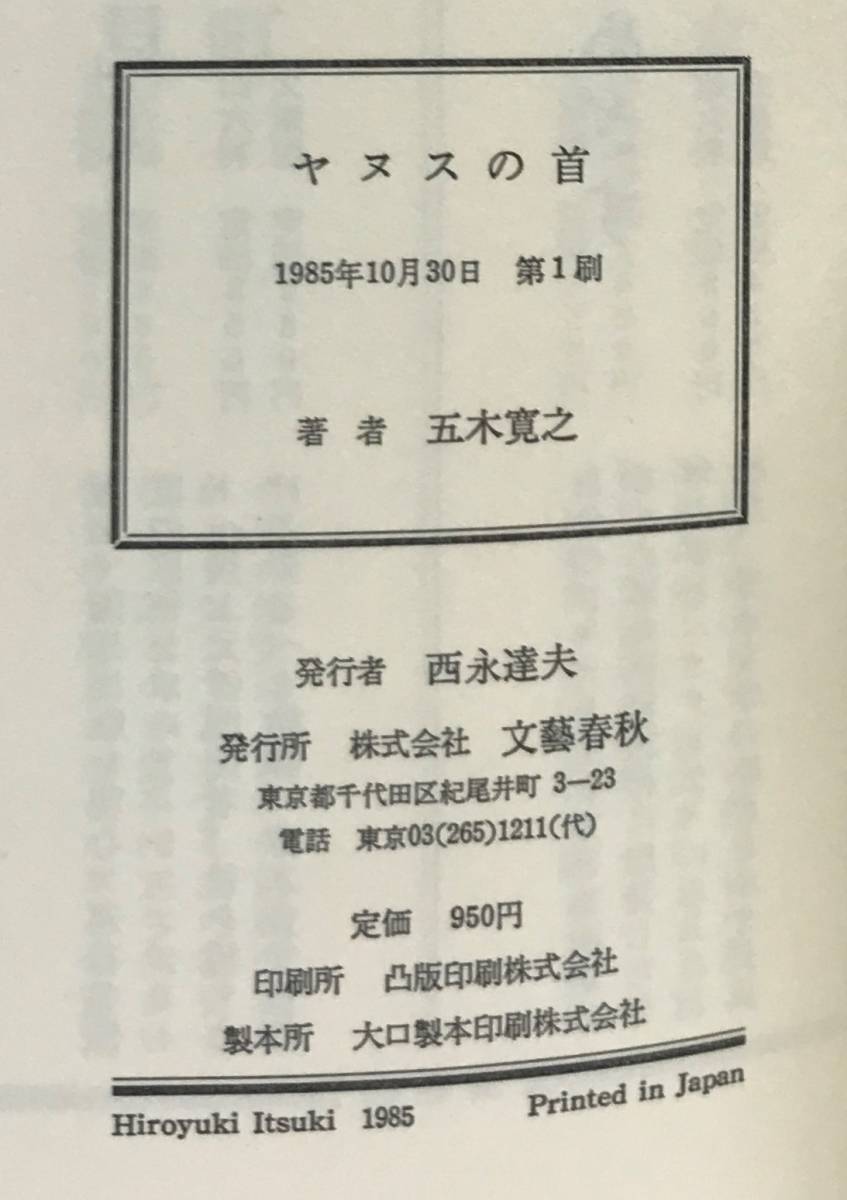 ヤヌスの首
1985年10月30日　第1刷
著者　五木寛之
発行者　西永達夫
発行所　株式会社　文藝春秋
東京都千代田区紀尾井町 3—23
電話　東京03(265)1211(代)
定価　950円
印刷所　凸版印刷株式会社
製本所　大口製本印刷株式会社
Hiroyuki Itsuki 1985　Printed in Japan